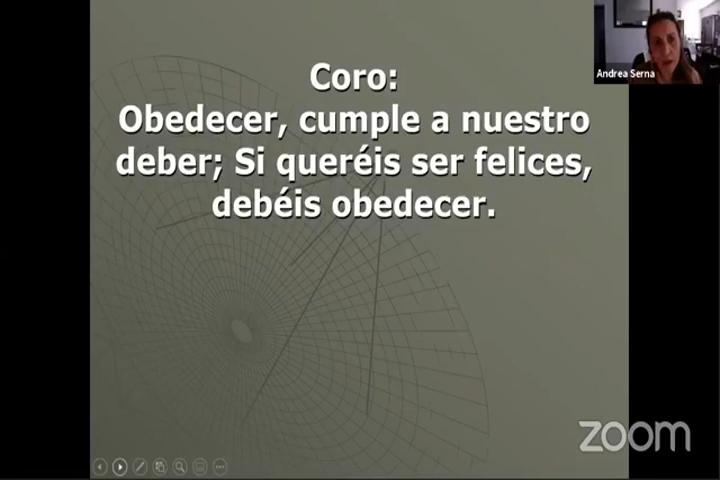 Coro:
Obedecer, cumple a nuestro
deber; Si queréis ser felices,
debéis obedecer.
Andrea Serna
zoom